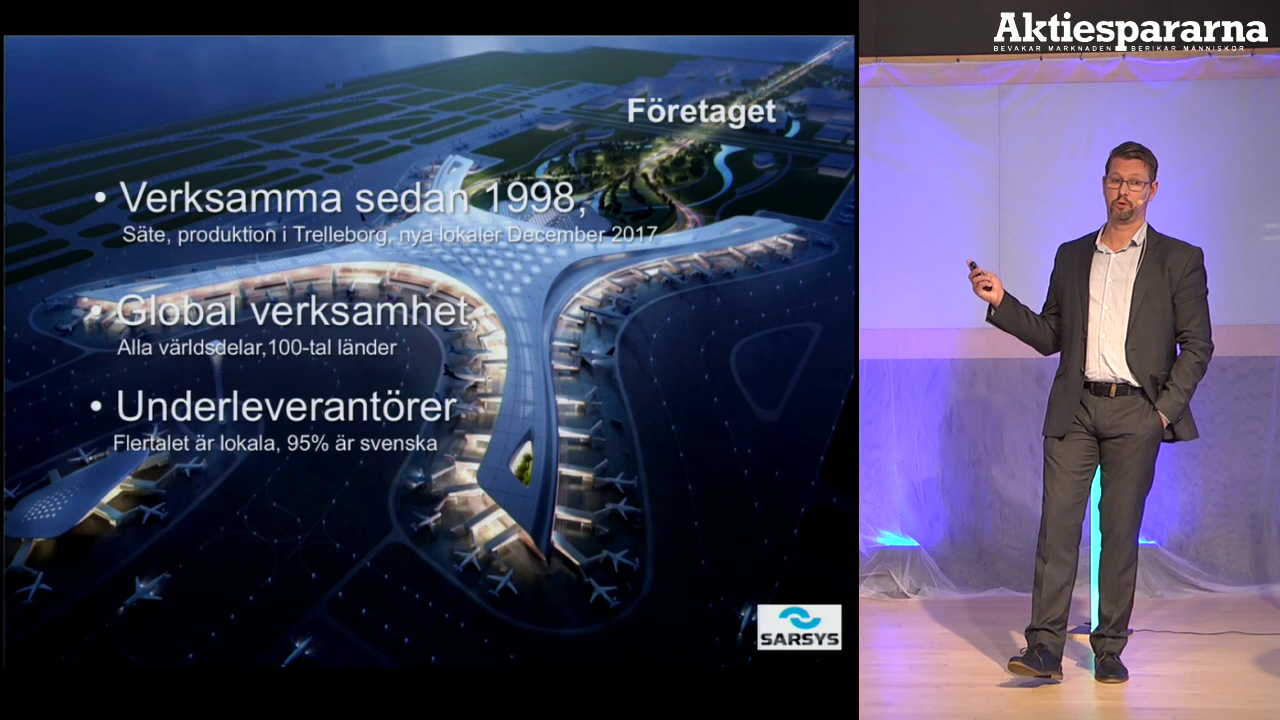 Aktiespararna
BEVAKAR MARKNADEN BERIKAR MÄNNISKOR
Företaget
• Verksamma sedan 1998,
Säte, produktion i Trelleborg, nya lokaler December 2017
• Global verksamhet,
Alla världsdelar,100-tal länder
• Underleverantörer
Flertalet är lokala, 95% är svenska
SARSYS